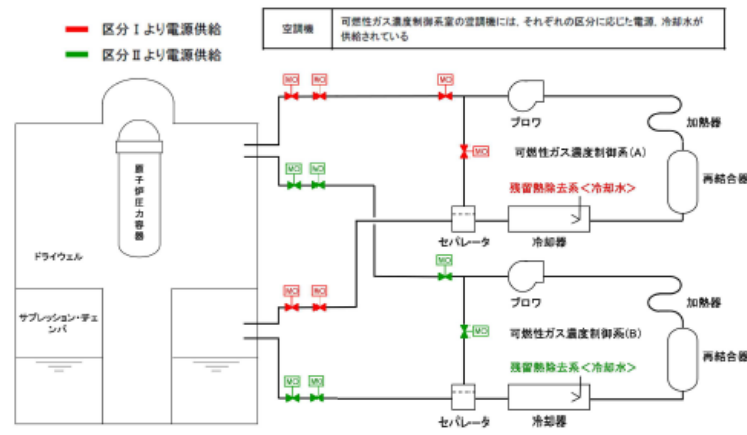 区分Ⅰより電源供給
区分Ⅱより電源供給
空調機
可燃性ガス濃度制御系室の空調機には、それぞれの区分に応じた電源、冷却水が
供給されている
MO MO MO
ブロワ
加熱器
MO
可燃性ガス濃度制御系(A)
再結合器
原子炉圧力容器
MO MO
残留熱除去系<冷却水>
セパレータ
冷却器
ドライウェル
MO
MO MO
ブロワ
加熱器
サプレッション・チェ
ンバ
MO
可燃性ガス濃度制御系(B)
再結合器
残留熱除去系<冷却水>
MO MO
セパレータ
冷却器